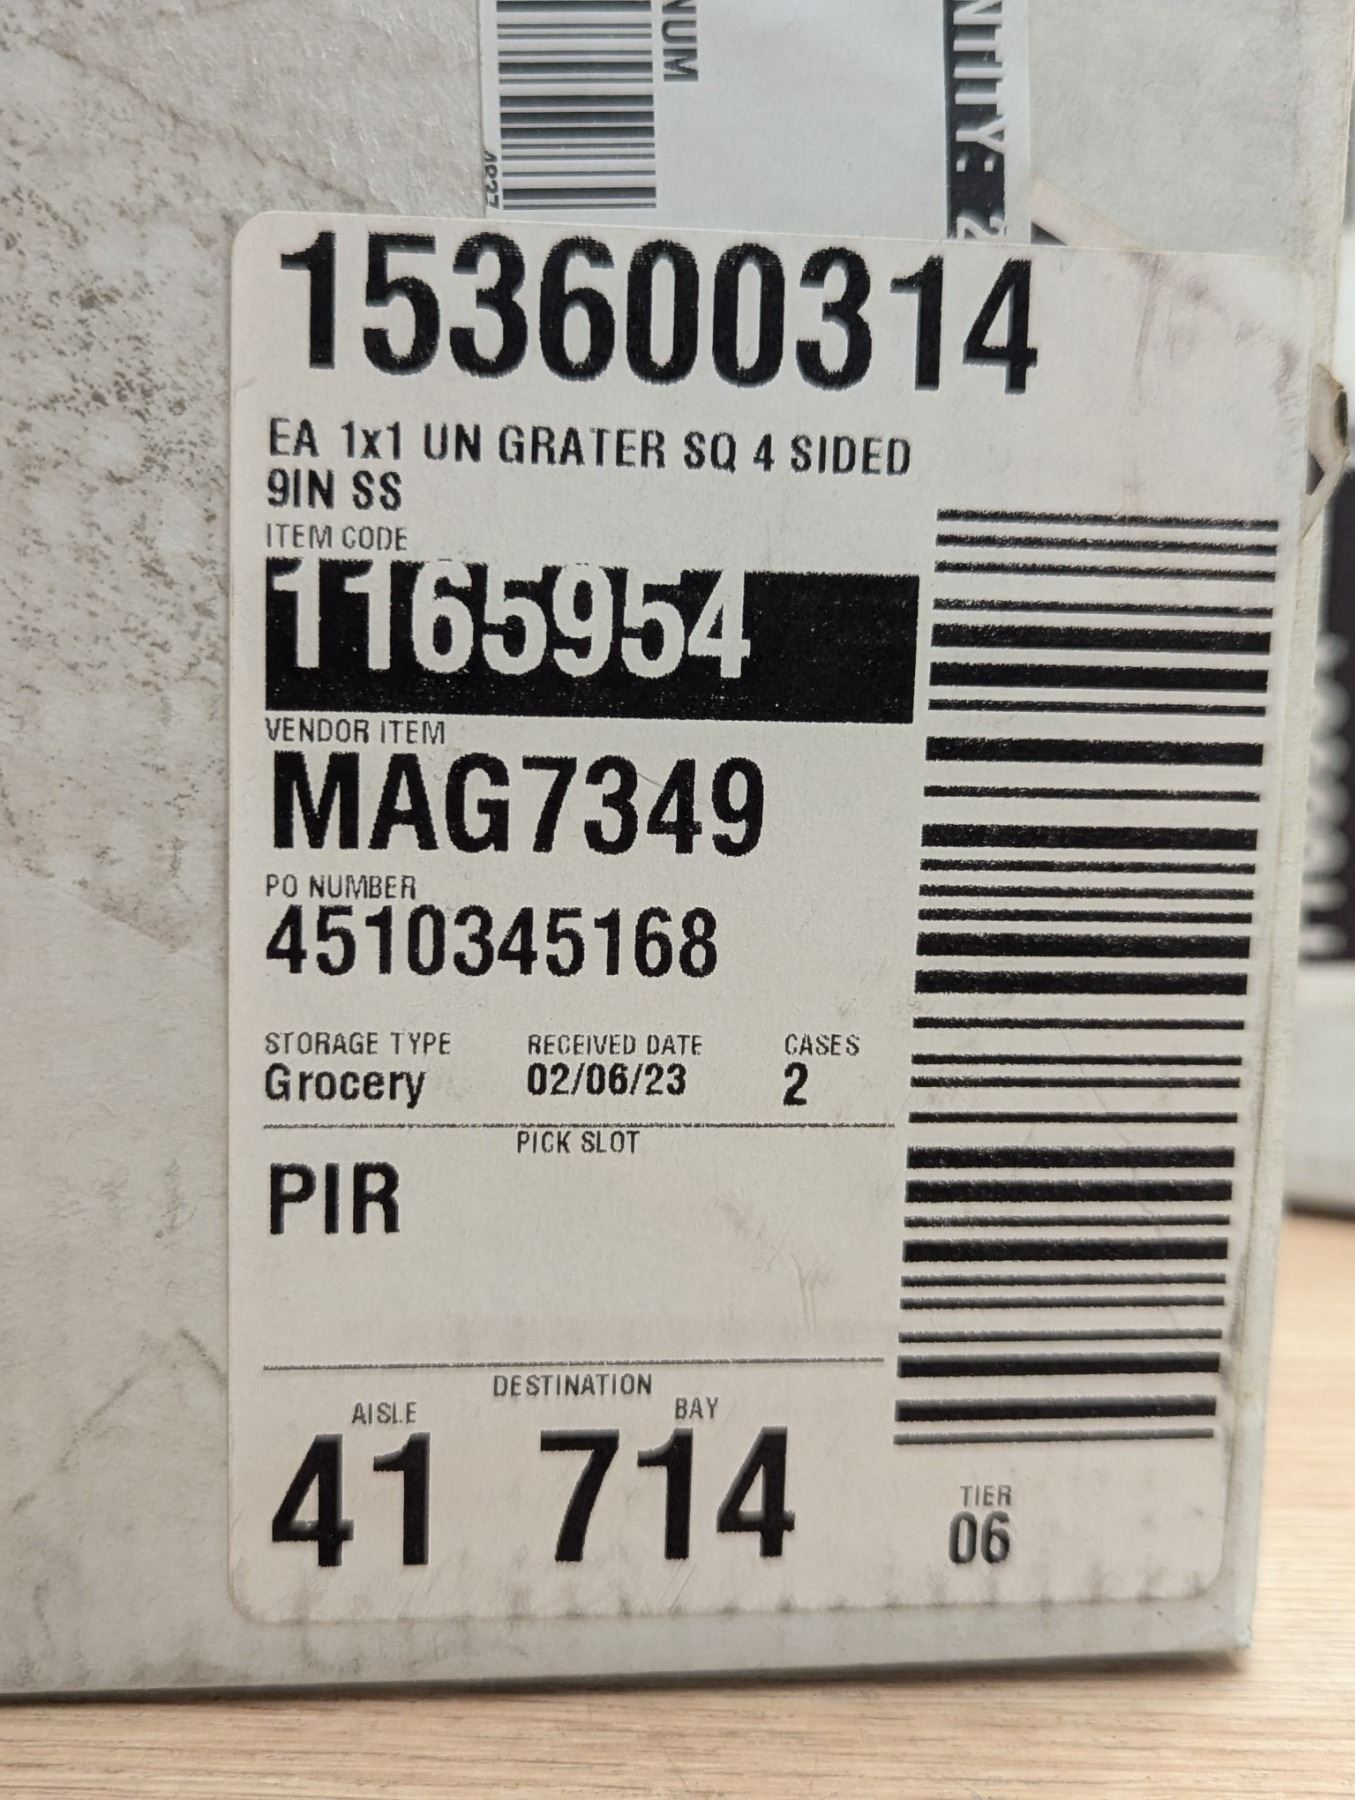 NUM
153600314
EA 1x1 UN GRATER SQ 4 SIDED
9IN SS
ITEM CODE
1165954
VENDOR ITEM
MAG7349
PO NUMBER
4510345168
STORAGE TYPE RECEIVED DATE CASES
Grocery 02/06/23 2
PICK SLOT
PIR
DESTINATION
AISLE BAY
41 714
TIER
06